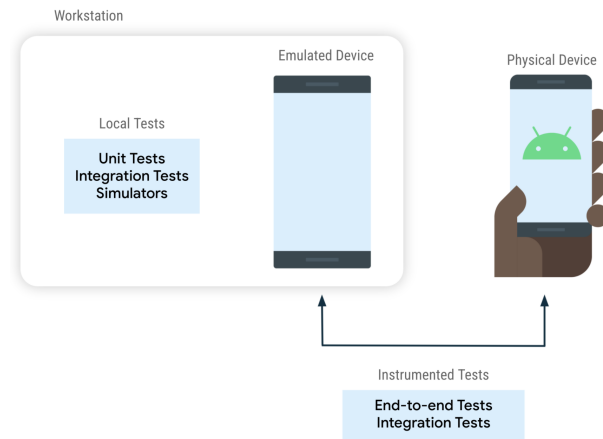 Workstation
Emulated Device
Physical Device
Local Tests
Unit Tests
Integration Tests
Simulators
Instrumented Tests
End-to-end Tests
Integration Tests